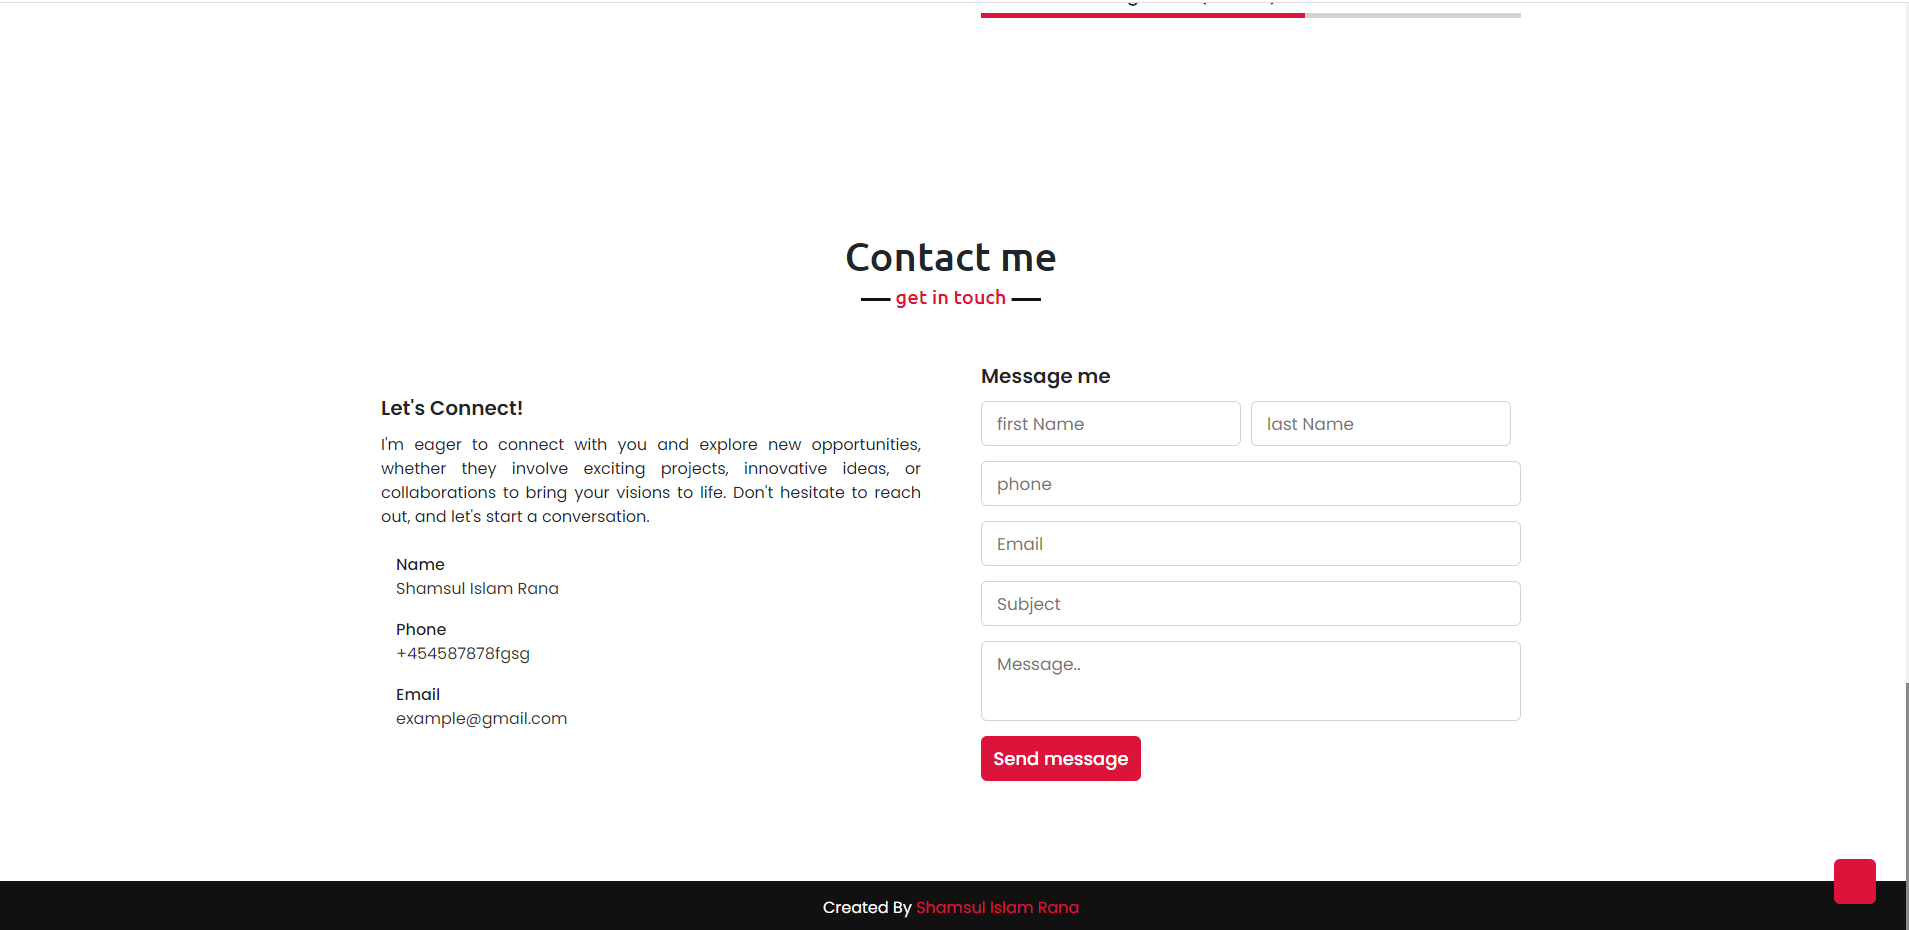 Contact me
get in touch
Let's Connect!
I'm eager to connect with you and explore new opportunities,
whether they involve exciting projects, innovative ideas, or
collaborations to bring your visions to life. Don't hesitate to reach
out, and let's start a conversation.
Name
Shamsul Islam Rana
Phone
+454587878fgsg
Email
example@gmail.com
Message me
first Name
last Name
phone
Email
Subject
Message..
Send message
Created By Shamsul Islam Rana